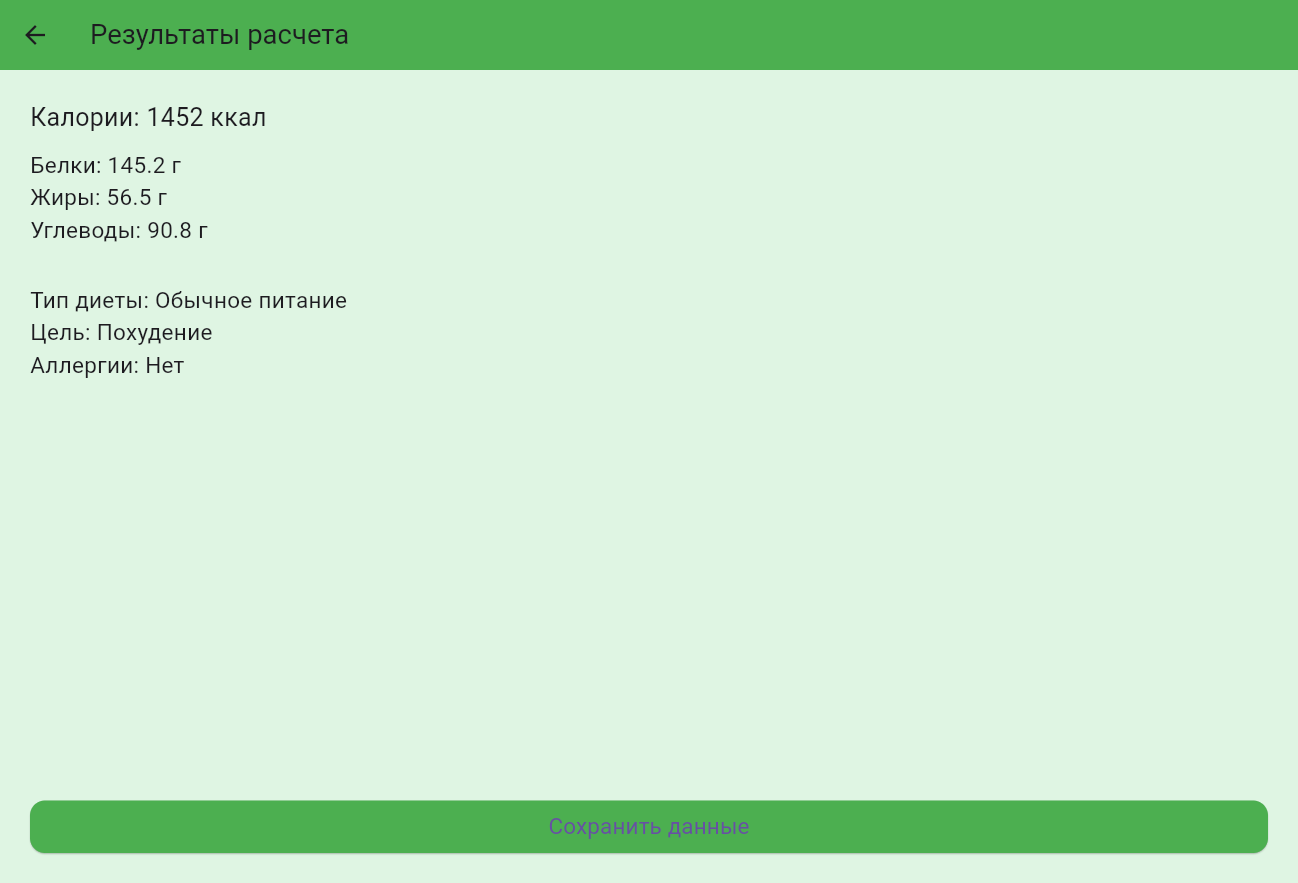 Результаты расчета
Калории: 1452 ккал
Белки: 145.2 г
Жиры: 56.5 г
Углеводы: 90.8 г
Тип диеты: Обычное питание
Цель: Похудение
Аллергии: Нет
Сохранить данные